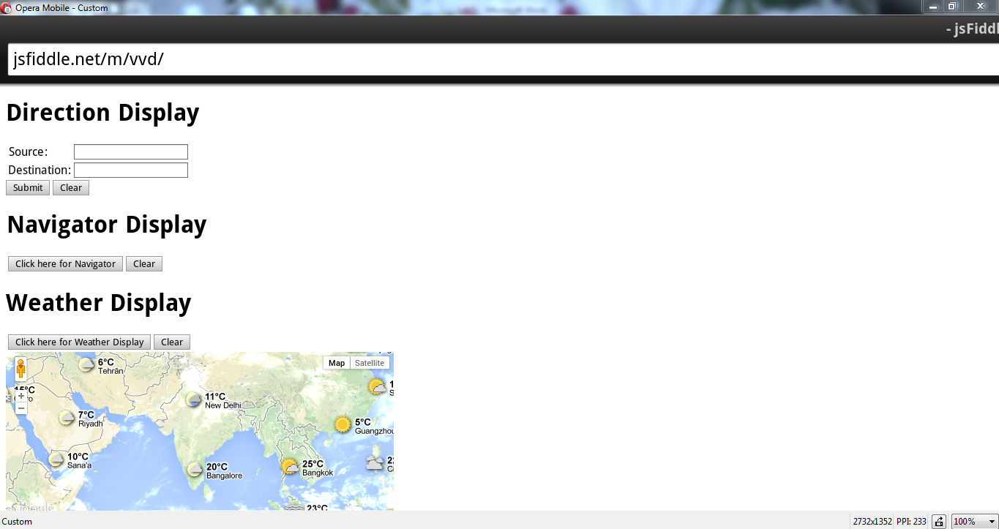 Opera Mobile - Custom
- jsFiddl
jsfiddle.net/m/vvd/
Direction Display
Source:
Destination:
Submit Clear
Navigator Display
Click here for Navigator Clear
Weather Display
Click here for Weather Display Clear
Map Satellite
6°C
Tehrān
15°C
11°C
New Delhi
7°C
Riyadh
5°C
Guangzhou
10°C
Sana'a
20°C
Bangalore
25°C
Bangkok
23°C
Google
Custom
2732x1352 PPI: 233 100%